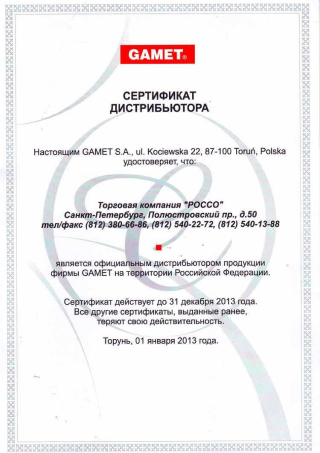 GAMET®
СЕРТИФИКАТ
ДИСТРИБЬЮТОРА
Настоящим GAMET S.A., ul. Kociewska 22, 87-100 Toruń, Polska
удостоверяет, что:
Торговая компания "РОССО"
Санкт-Петербург, Полюстровский пр., д.50
тел/факс (812) 380-66-86, (812) 540-22-72, (812) 540-13-88
является официальным дистрибьютором продукции
фирмы GAMET на территории Российской Федерации.
Сертификат действует до 31 декабря 2013 года.
Все другие сертификаты, выданные ранее,
теряют свою действительность.
Торунь, 01 января 2013 года.